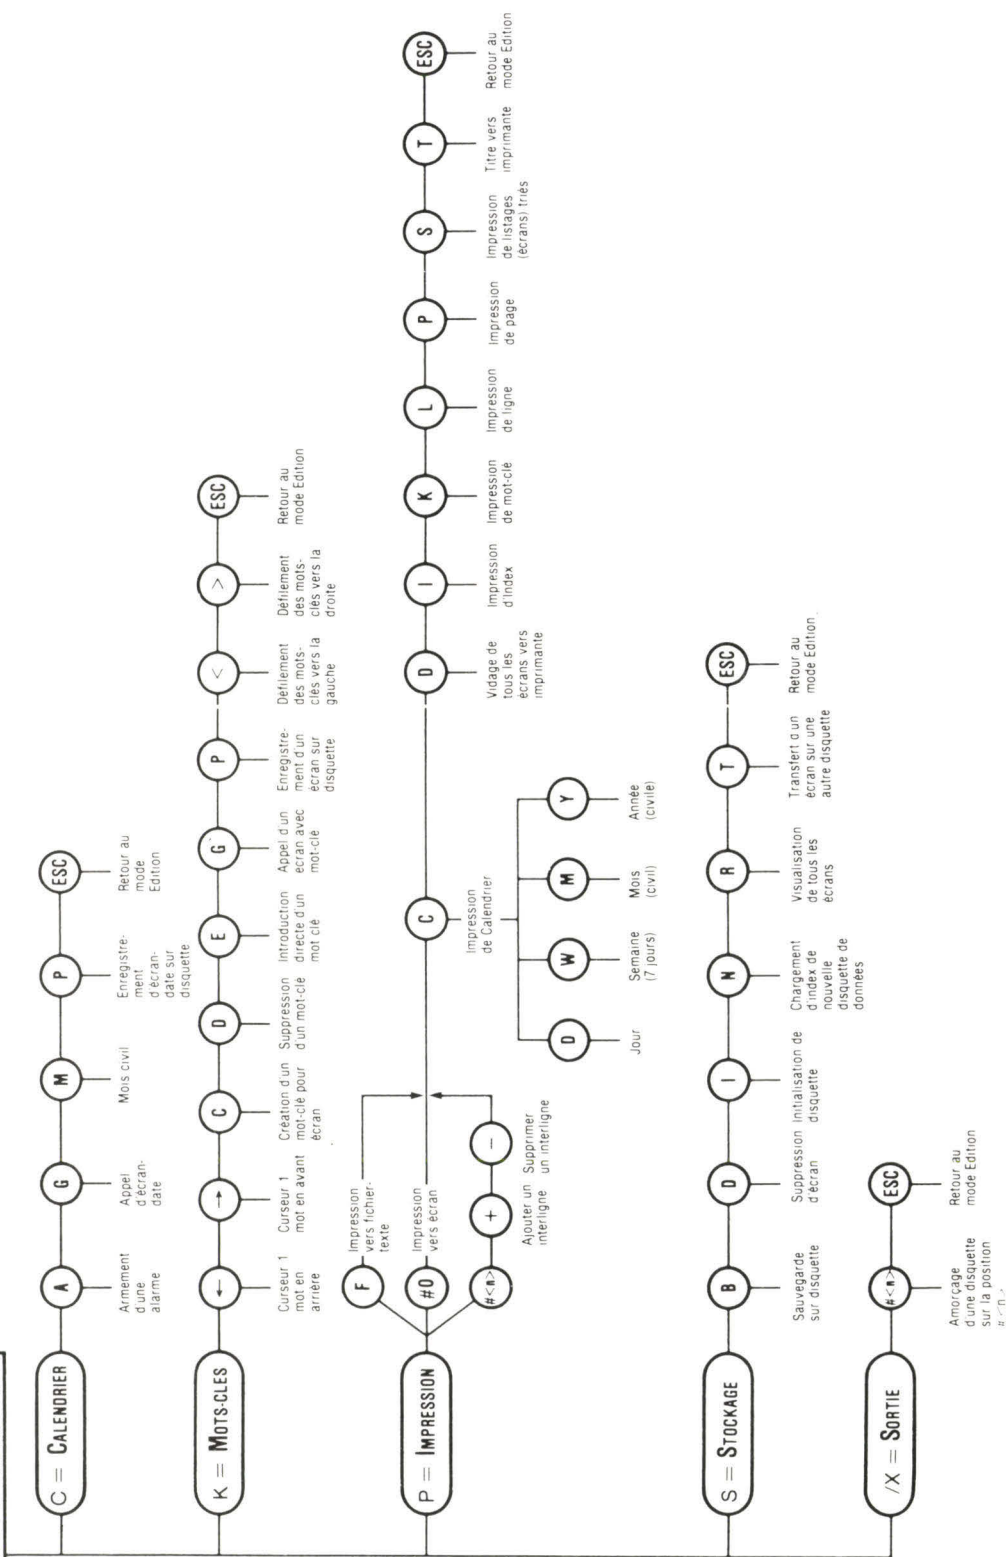 C = CALENDRIER
A
Armement
d'une
alarme
G
Appel
d'écran-
date
M
Mois civil
P
Enregistre-
ment
d'écran-
date sur
disquette
ESC
Retour au
mode
Edition
K = MOTS-CLES
←
Curseur 1
mot en
arrière
→
Curseur 1
mot en avant
C
Création d'un
mot-clé pour
écran
D
Suppression
d'un mot-clé
E
Introduction
directe d'un
mot clé
G
Appel d'un
écran avec
mot-clé
P
Enregistre-
ment d'un
écran sur
disquette
<
Défilement
des mots-
clés vers la
gauche
>
Défilement
des mots-
clés vers la
droite
ESC
Retour au
mode Edition
P = IMPRESSION
F
Impression
vers fichier-
texte
#0
Impression
vers écran
#<n>
+
Ajouter un
interligne
−
Supprimer
un interligne
C
Impression
de Calendrier
D
Jour
W
Semaine
(7 jours)
M
Mois
(civil)
Y
Année
(civile)
D
Vidage de
tous les
écrans vers
imprimante
I
Impression
d'Index
K
Impression
de mot-clé
L
Impression
de ligne
P
Impression
de page
S
Impression
de listages
(écrans) triés
T
Titre vers
imprimante
ESC
Retour au
mode Edition
S = STOCKAGE
B
Sauvegarde
sur disquette
D
Suppression
d'écran
I
Initialisation de
disquette
N
Chargement
d'index de
nouvelle
disquette de
données
R
Visualisation
de tous les
écrans
T
Transfert d'un
écran sur une
autre disquette
ESC
Retour au
mode Edition
/X = SORTIE
#<n>
Amorçage
d'une disquette
sur la position
#<n>
ESC
Retour au
mode Edition